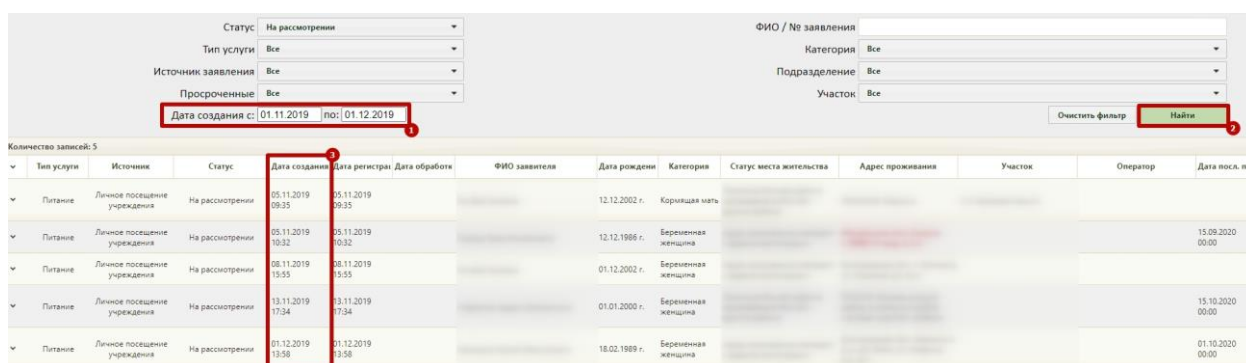 Статус На рассмотрении ФИО / № заявления
Тип услуги Все Категория Все
Источник заявления Все Подразделение Все
Просроченные Все Участок Все
Дата создания с: 01.11.2019 по: 01.12.2019 Очистить фильтр Найти
1 2
Количество записей: 5
3
Тип услуги Источник Статус Дата создания Дата регистрац Дата обработк ФИО заявителя Дата рождени Категория Статус места жительства Адрес проживания Участок Оператор Дата посл. п
Питание Личное посещение учреждения На рассмотрении 05.11.2019 09:35 05.11.2019 09:35 12.12.2002 г. Кормящая мать
Питание Личное посещение учреждения На рассмотрении 05.11.2019 10:32 05.11.2019 10:32 12.12.1986 г. Беременная женщина 15.09.2020 00:00
Питание Личное посещение учреждения На рассмотрении 08.11.2019 15:55 08.11.2019 15:55 01.12.2002 г. Беременная женщина
Питание Личное посещение учреждения На рассмотрении 13.11.2019 17:34 13.11.2019 17:34 01.01.2000 г. Беременная женщина 15.10.2020 00:00
Питание Личное посещение учреждения На рассмотрении 01.12.2019 13:58 01.12.2019 13:58 18.02.1989 г. Беременная женщина 01.10.2020 00:00